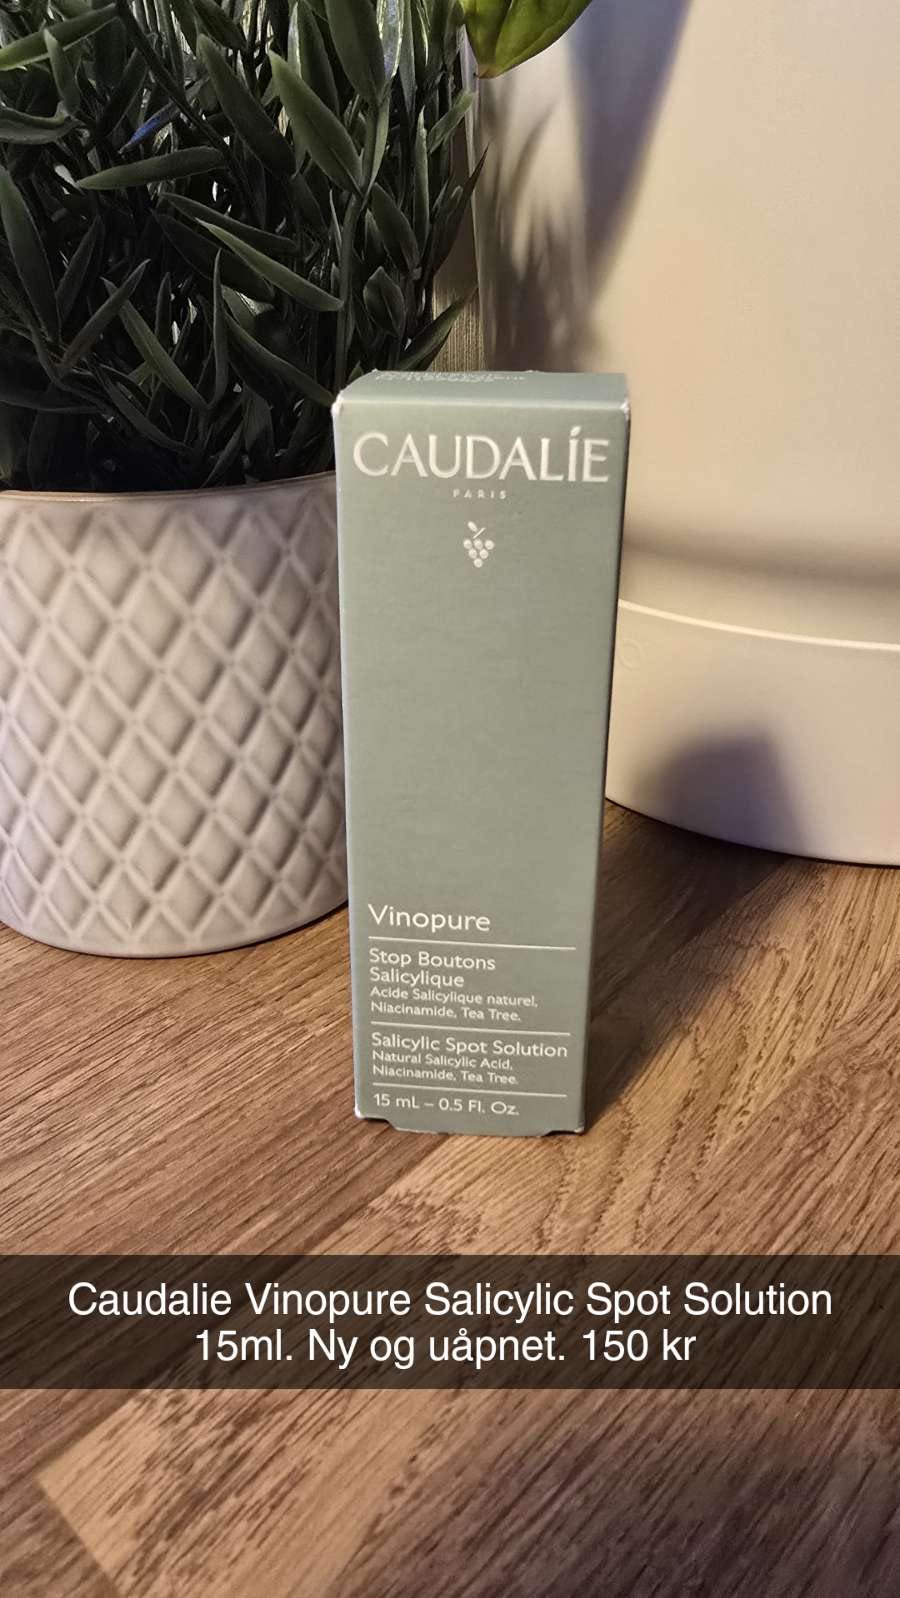 CAUDALÍE
PARIS
Vinopure
Stop Boutons
Salicylique
Acide Salicylique naturel,
Niacinamide, Tea Tree.
Salicylic Spot Solution
Natural Salicylic Acid,
Niacinamide, Tea Tree.
15 mL – 0.5 Fl. Oz.
Caudalie Vinopure Salicylic Spot Solution
15ml. Ny og uåpnet. 150 kr